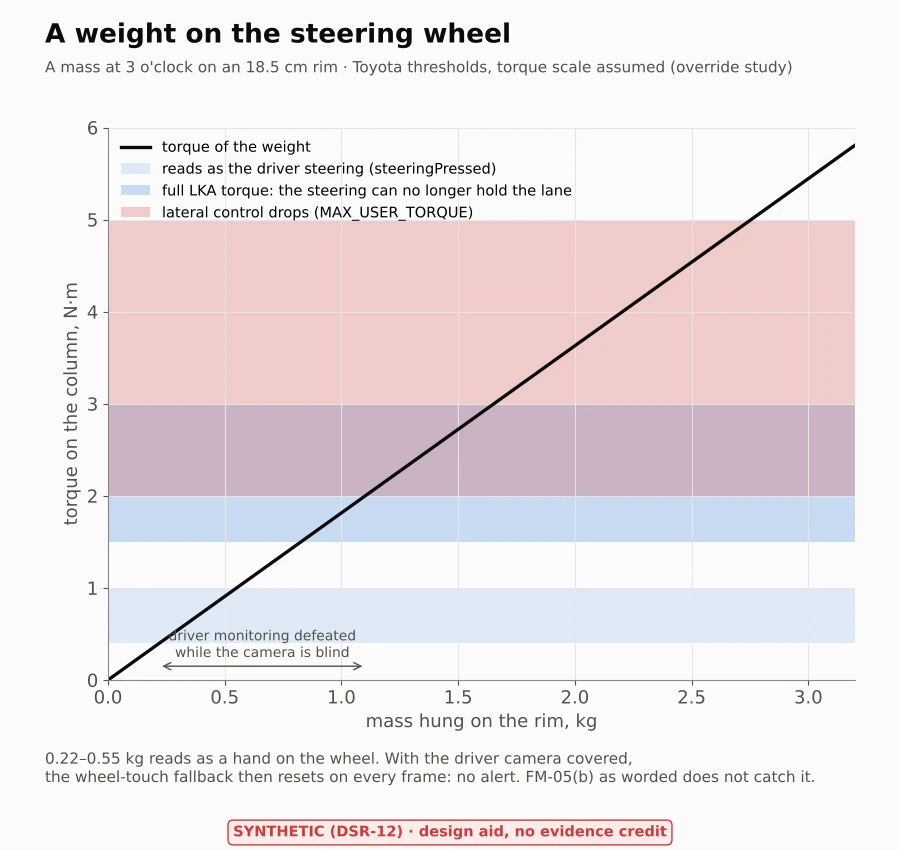 A weight on the steering wheel
A mass at 3 o'clock on an 18.5 cm rim · Toyota thresholds, torque scale assumed (override study)
6
torque of the weight
reads as the driver steering (steeringPressed)
full LKA torque: the steering can no longer hold the lane
lateral control drops (MAX_USER_TORQUE)
5
4
3
2
1
0
torque on the column, N·m
driver monitoring defeated
while the camera is blind
0.0 0.5 1.0 1.5 2.0 2.5 3.0
mass hung on the rim, kg
0.22–0.55 kg reads as a hand on the wheel. With the driver camera covered,
the wheel-touch fallback then resets on every frame: no alert. FM-05(b) as worded does not catch it.
SYNTHETIC (DSR-12) · design aid, no evidence credit